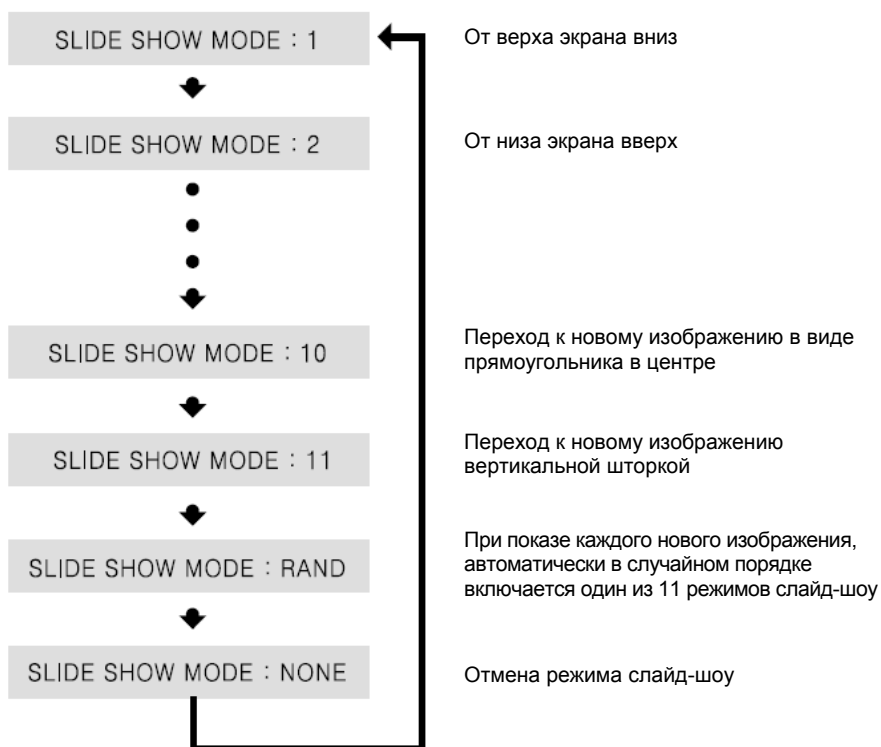 SLIDE SHOW MODE : 1
От верха экрана вниз
SLIDE SHOW MODE : 2
От низа экрана вверх
SLIDE SHOW MODE : 10
Переход к новому изображению в виде
прямоугольника в центре
SLIDE SHOW MODE : 11
Переход к новому изображению
вертикальной шторкой
SLIDE SHOW MODE : RAND
При показе каждого нового изображения,
автоматически в случайном порядке
включается один из 11 режимов слайд-шоу
SLIDE SHOW MODE : NONE
Отмена режима слайд-шоу